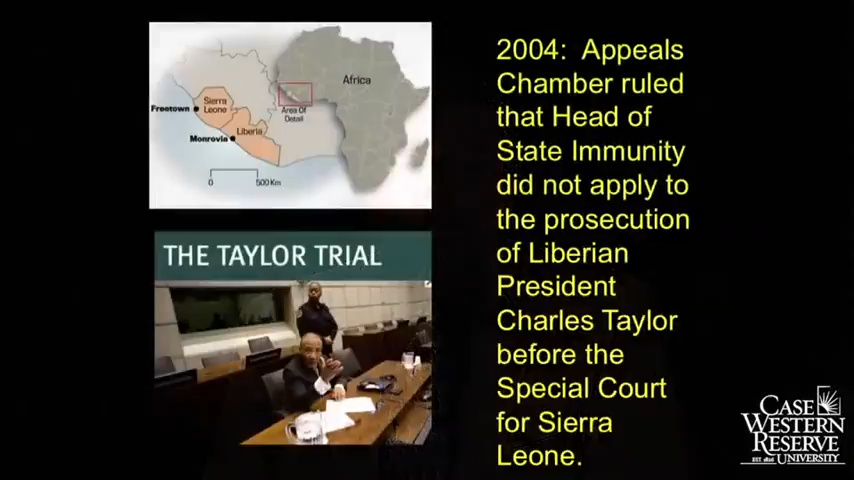 Africa
Sierra
Leone
Freetown
Area Of
Detail
Liberia
Monrovia
0 500 Km
THE TAYLOR TRIAL
2004: Appeals
Chamber ruled
that Head of
State Immunity
did not apply to
the prosecution
of Liberian
President
Charles Taylor
before the
Special Court
for Sierra
Leone.
CASE
WESTERN
RESERVE
EST. 1826 UNIVERSITY